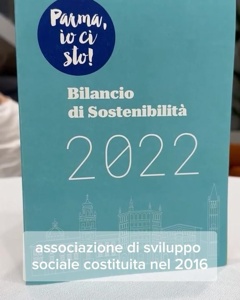 Parma,
io ci
sto!
Bilancio
di Sostenibilità
2022
associazione di sviluppo
sociale costituita nel 2016